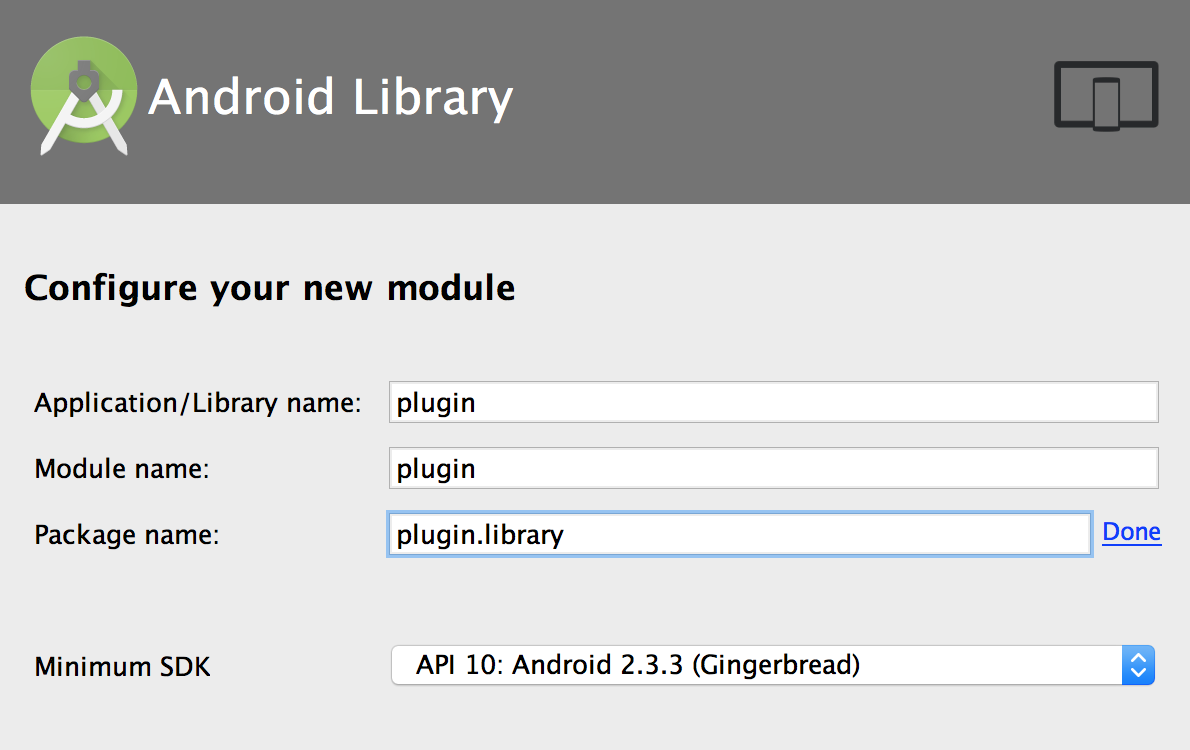 Android Library
Configure your new module
Application/Library name: plugin
Module name: plugin
Package name: plugin.library Done
Minimum SDK API 10: Android 2.3.3 (Gingerbread)